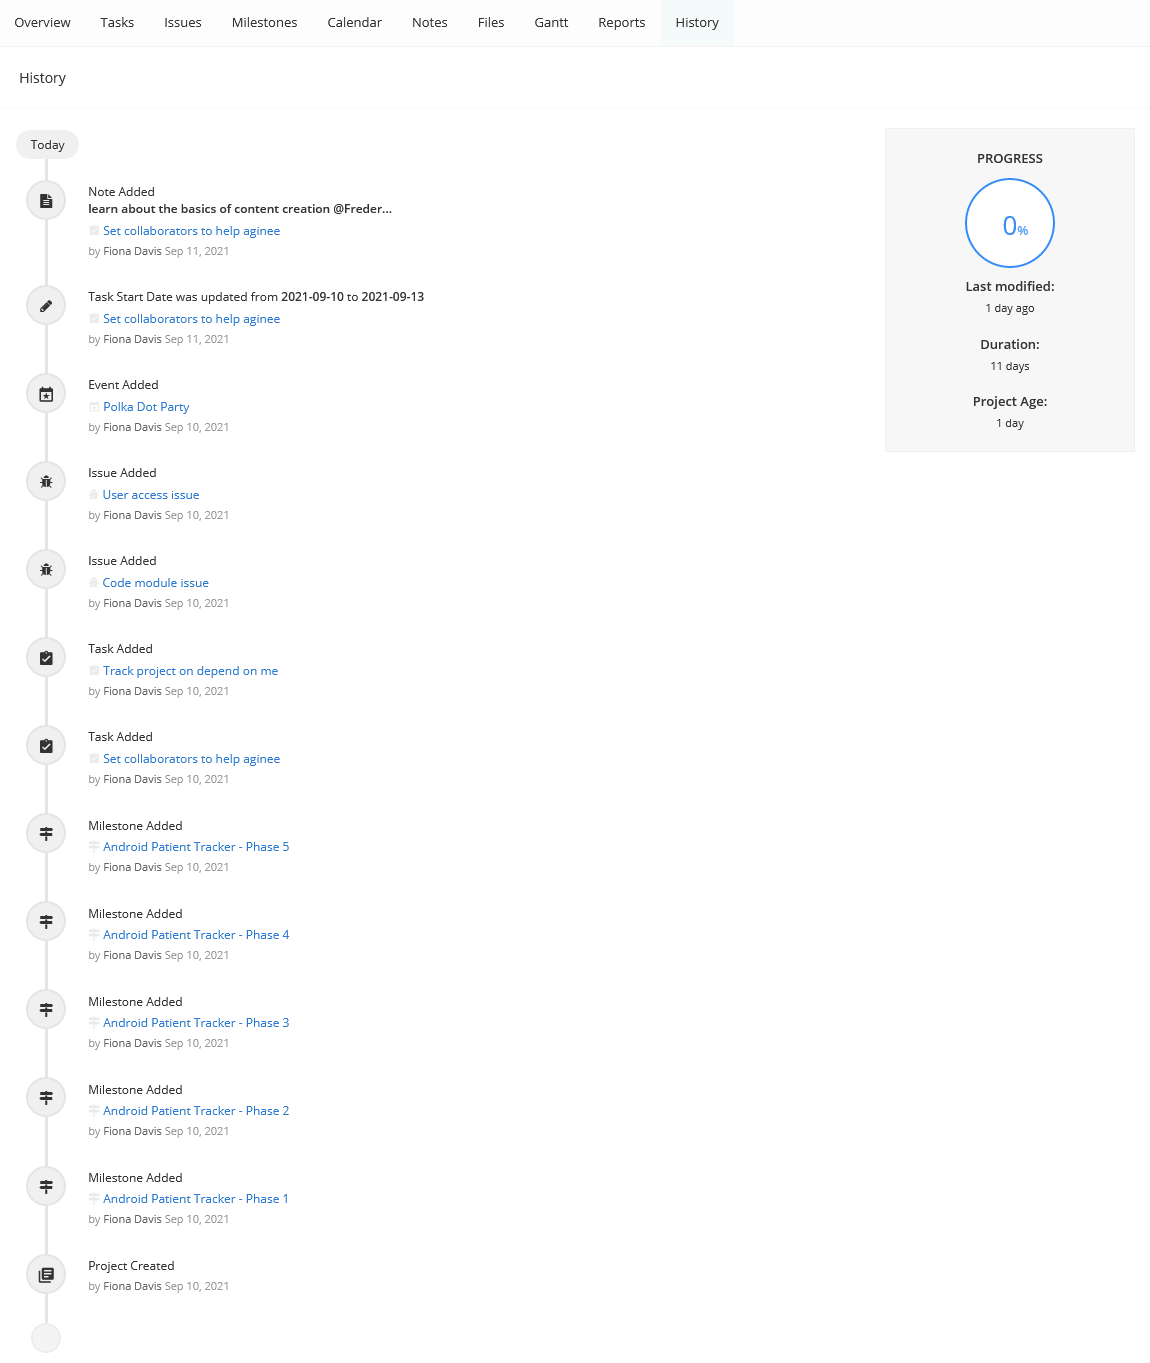 Overview Tasks Issues Milestones Calendar Notes Files Gantt Reports History
History
Today
Note Added
learn about the basics of content creation @Freder...
Set collaborators to help aginee
by Fiona Davis Sep 11, 2021
Task Start Date was updated from 2021-09-10 to 2021-09-13
Set collaborators to help aginee
by Fiona Davis Sep 11, 2021
Event Added
Polka Dot Party
by Fiona Davis Sep 10, 2021
Issue Added
User access issue
by Fiona Davis Sep 10, 2021
Issue Added
Code module issue
by Fiona Davis Sep 10, 2021
Task Added
Track project on depend on me
by Fiona Davis Sep 10, 2021
Task Added
Set collaborators to help aginee
by Fiona Davis Sep 10, 2021
Milestone Added
Android Patient Tracker - Phase 5
by Fiona Davis Sep 10, 2021
Milestone Added
Android Patient Tracker - Phase 4
by Fiona Davis Sep 10, 2021
Milestone Added
Android Patient Tracker - Phase 3
by Fiona Davis Sep 10, 2021
Milestone Added
Android Patient Tracker - Phase 2
by Fiona Davis Sep 10, 2021
Milestone Added
Android Patient Tracker - Phase 1
by Fiona Davis Sep 10, 2021
Project Created
by Fiona Davis Sep 10, 2021
PROGRESS
0%
Last modified:
1 day ago
Duration:
11 days
Project Age:
1 day